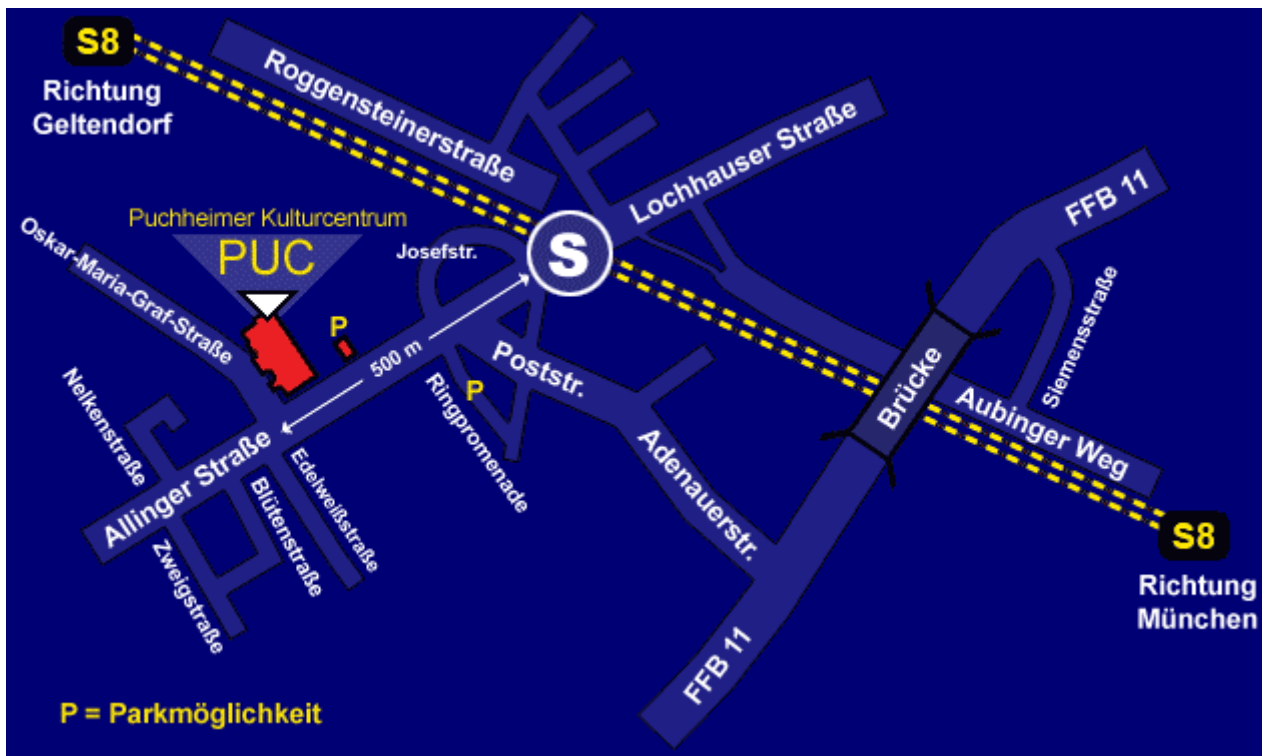 S8
Richtung
Geltendorf
Roggensteinerstraße
Lochhauser Straße
FFB 11
Puchheimer Kulturcentrum
PUC
Oskar-Maria-Graf-Straße
Josefstr.
S
P
500 m
Poststr.
P
Ringpromenade
Nelkenstraße
Allinger Straße
Edelweißstraße
Blütenstraße
Zweigstraße
Adenauerstr.
Brücke
Siemensstraße
Aubinger Weg
S8
Richtung
München
FFB 11
P = Parkmöglichkeit